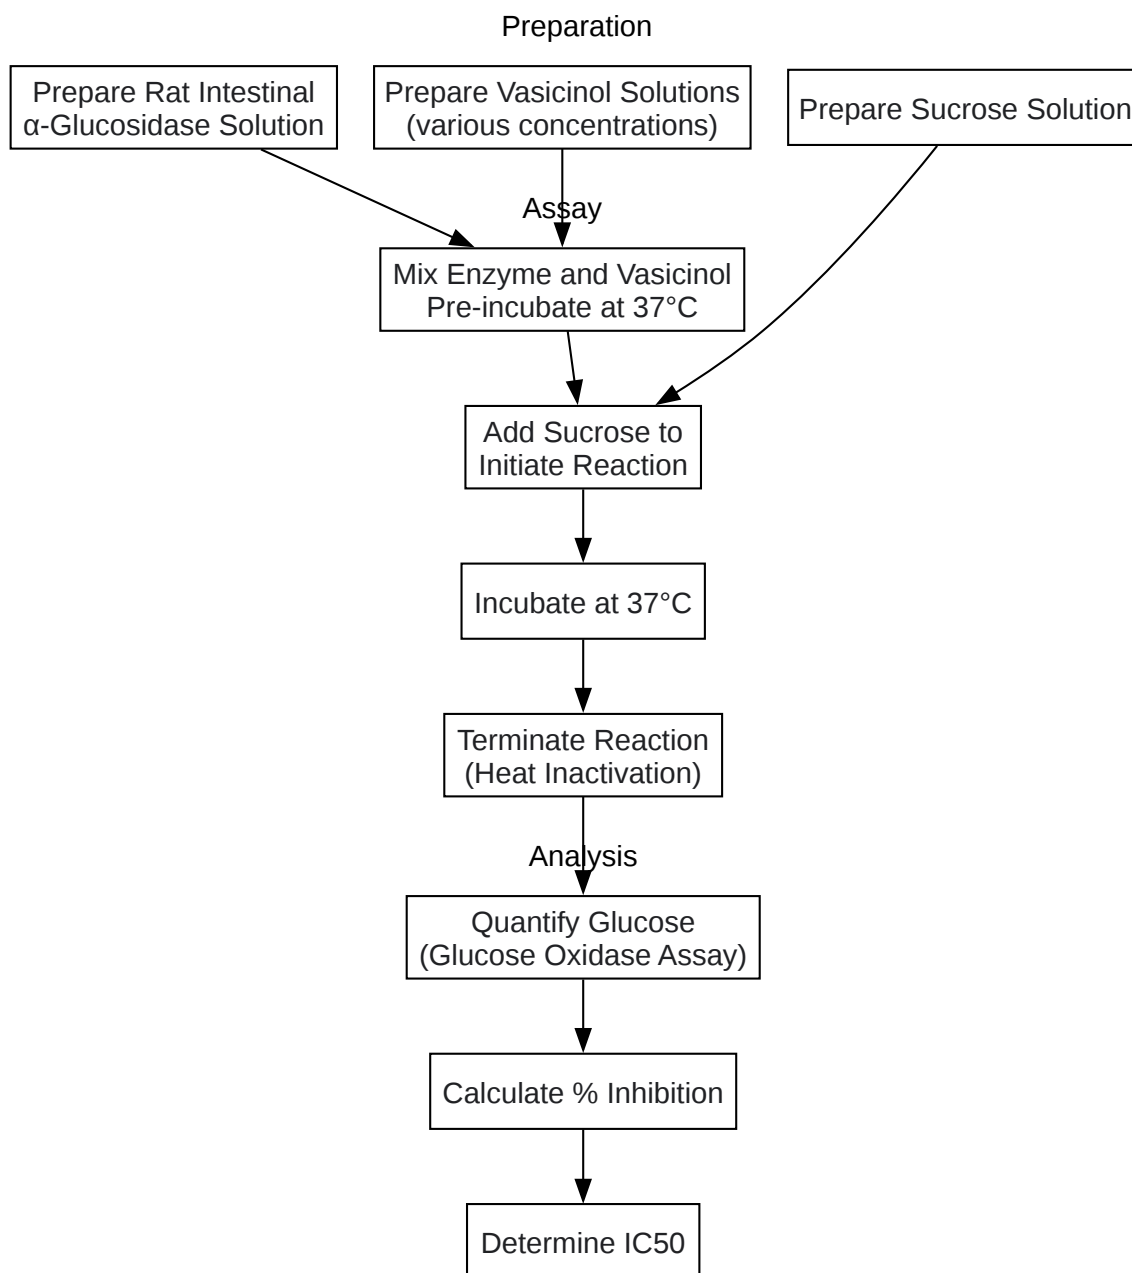 Preparation
Prepare Rat Intestinal
α-Glucosidase Solution
Prepare Vasicinol Solutions
(various concentrations)
Prepare Sucrose Solution
Assay
Mix Enzyme and Vasicinol
Pre-incubate at 37°C
Add Sucrose to
Initiate Reaction
Incubate at 37°C
Terminate Reaction
(Heat Inactivation)
Analysis
Quantify Glucose
(Glucose Oxidase Assay)
Calculate % Inhibition
Determine IC50